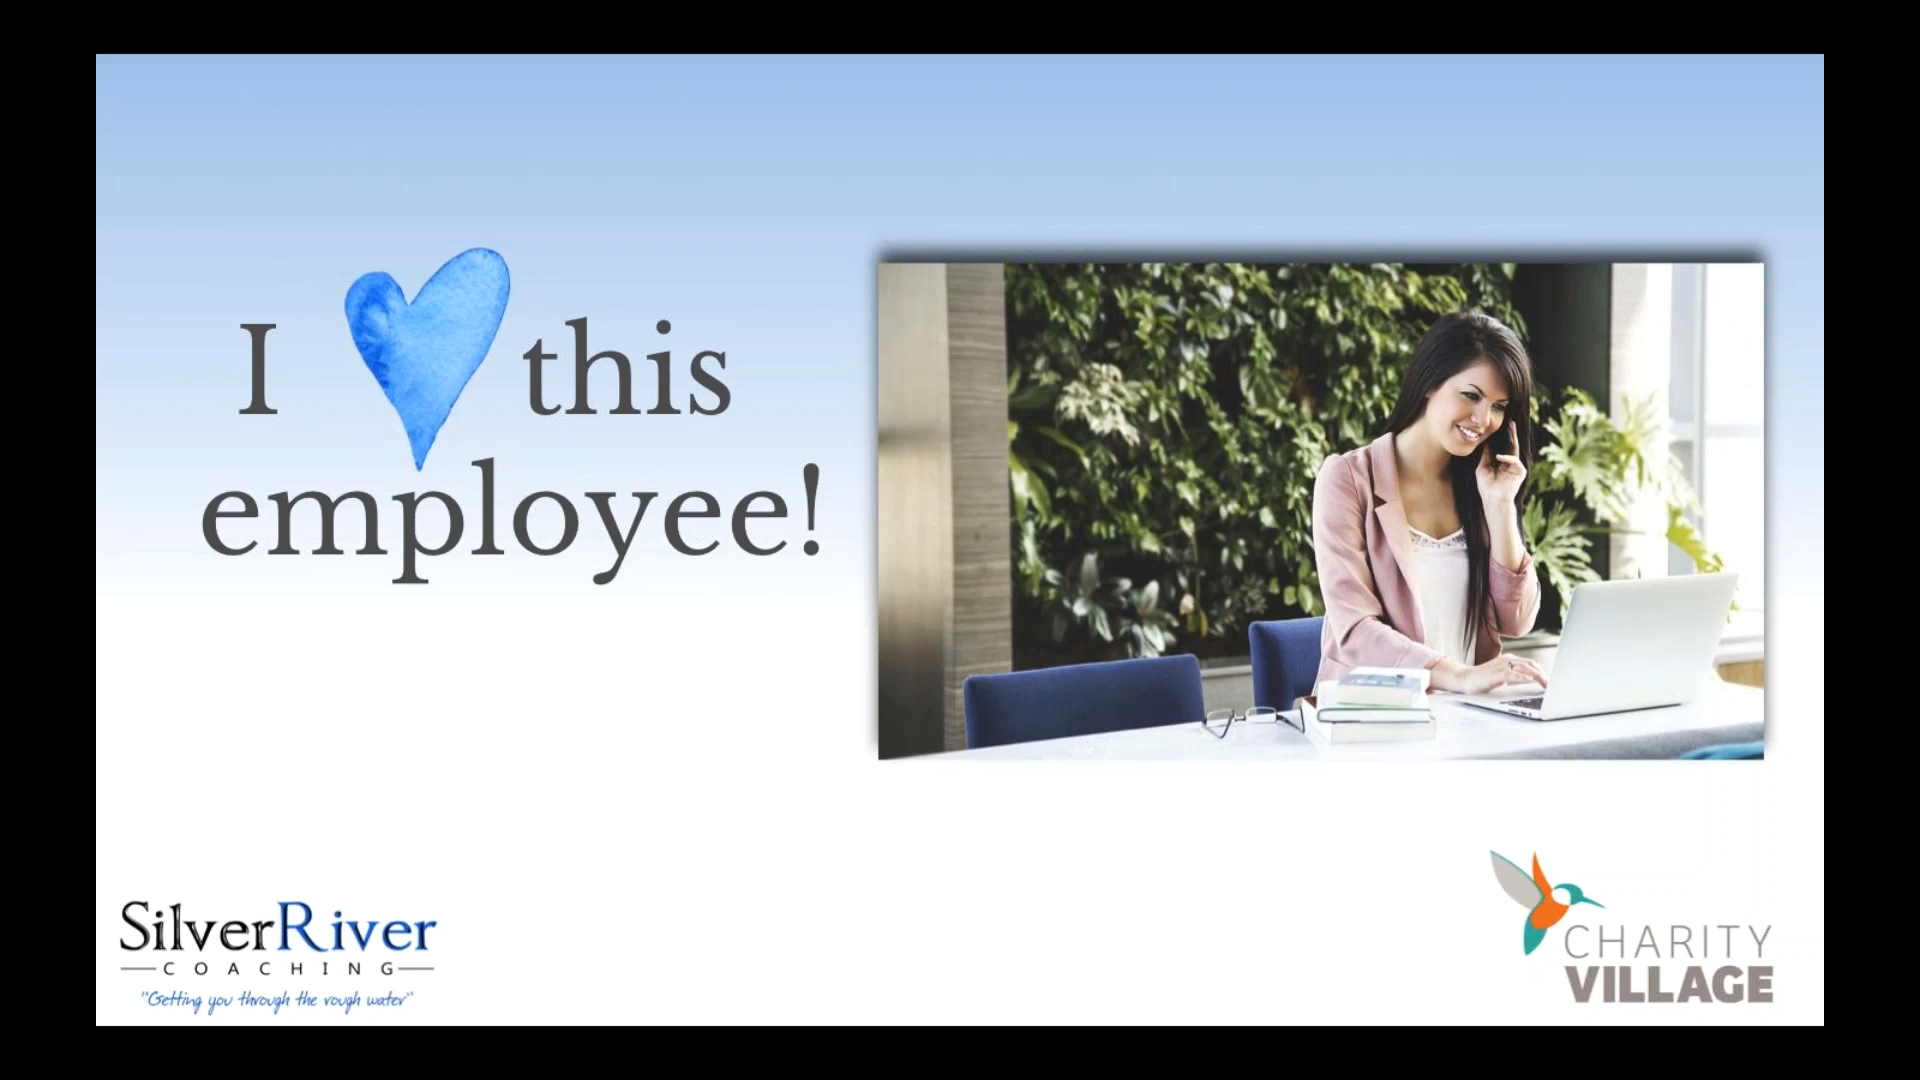 I this
employee!
SilverRiver
COACHING
"Getting you through the rough water"
CHARITY
VILLAGE